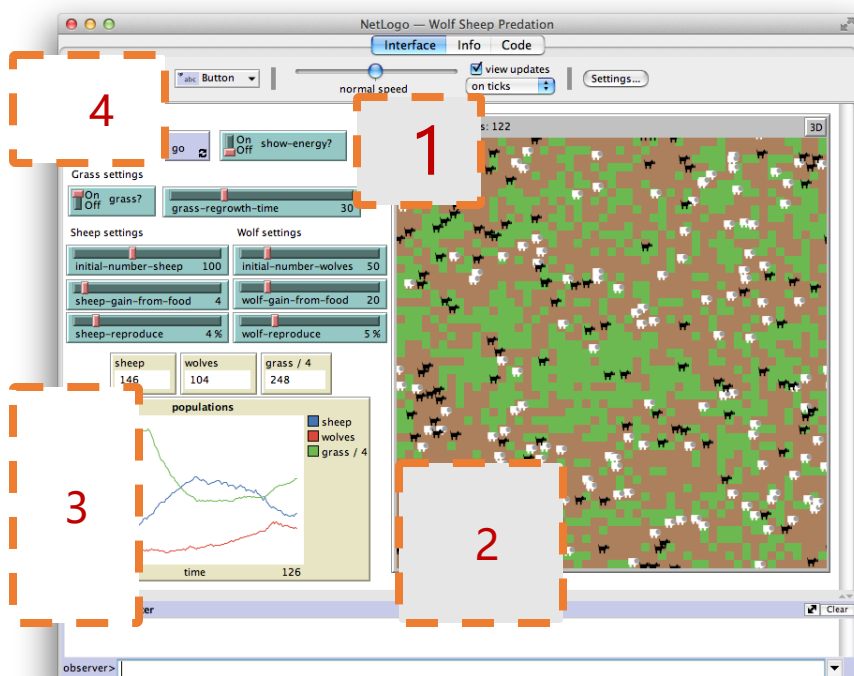 NetLogo — Wolf Sheep Predation
Interface Info Code
4
abc Button
normal speed
view updates
on ticks
Settings...
1
: 122
3D
go
On
Off
show-energy?
Grass settings
On
Off
grass?
grass-regrowth-time 30
Sheep settings
Wolf settings
initial-number-sheep 100
initial-number-wolves 50
sheep-gain-from-food 4
wolf-gain-from-food 20
sheep-reproduce 4 %
wolf-reproduce 5 %
sheep
146
wolves
104
grass / 4
248
populations
sheep
wolves
grass / 4
time 126
3
2
Clear
observer>